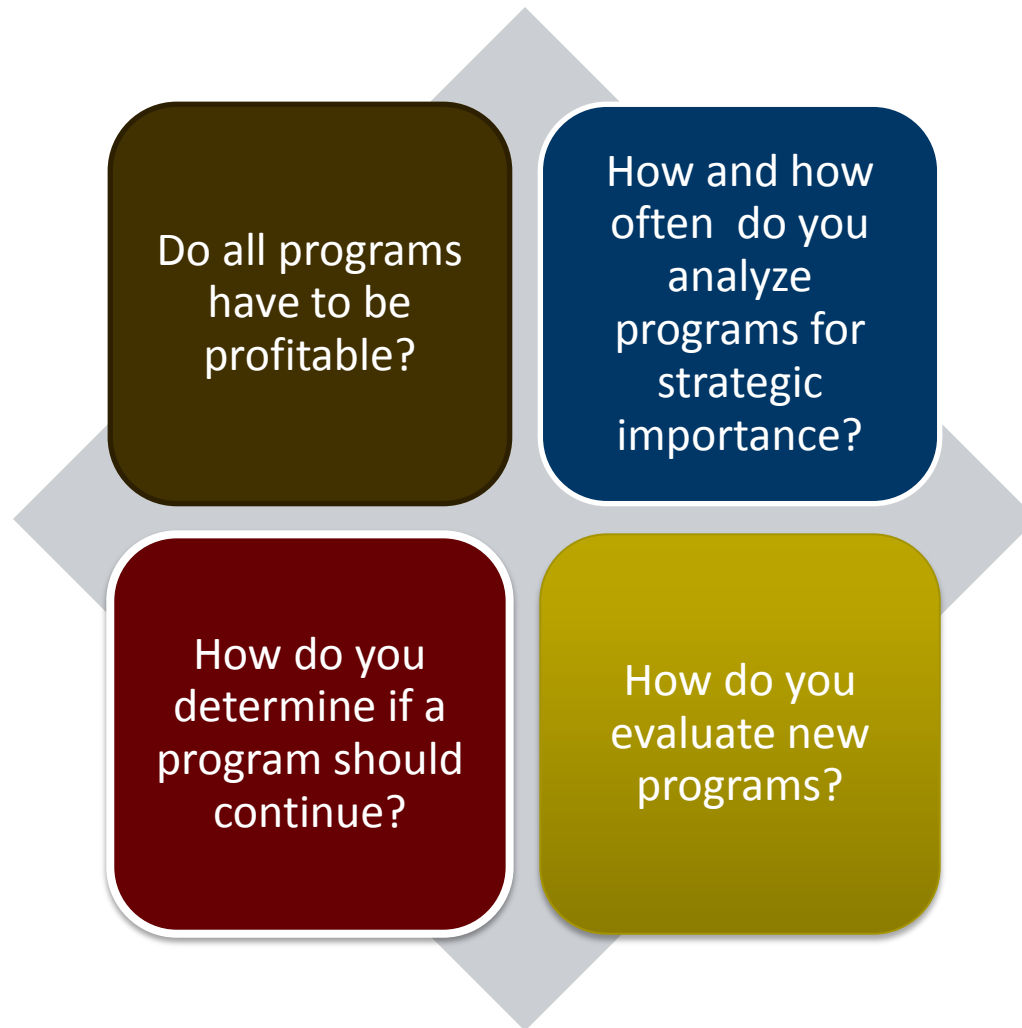 Do all programs
have to be
profitable?
How and how
often  do you
analyze
programs for
strategic
importance?
How do you
determine if a
program should
continue?
How do you
evaluate new
programs?